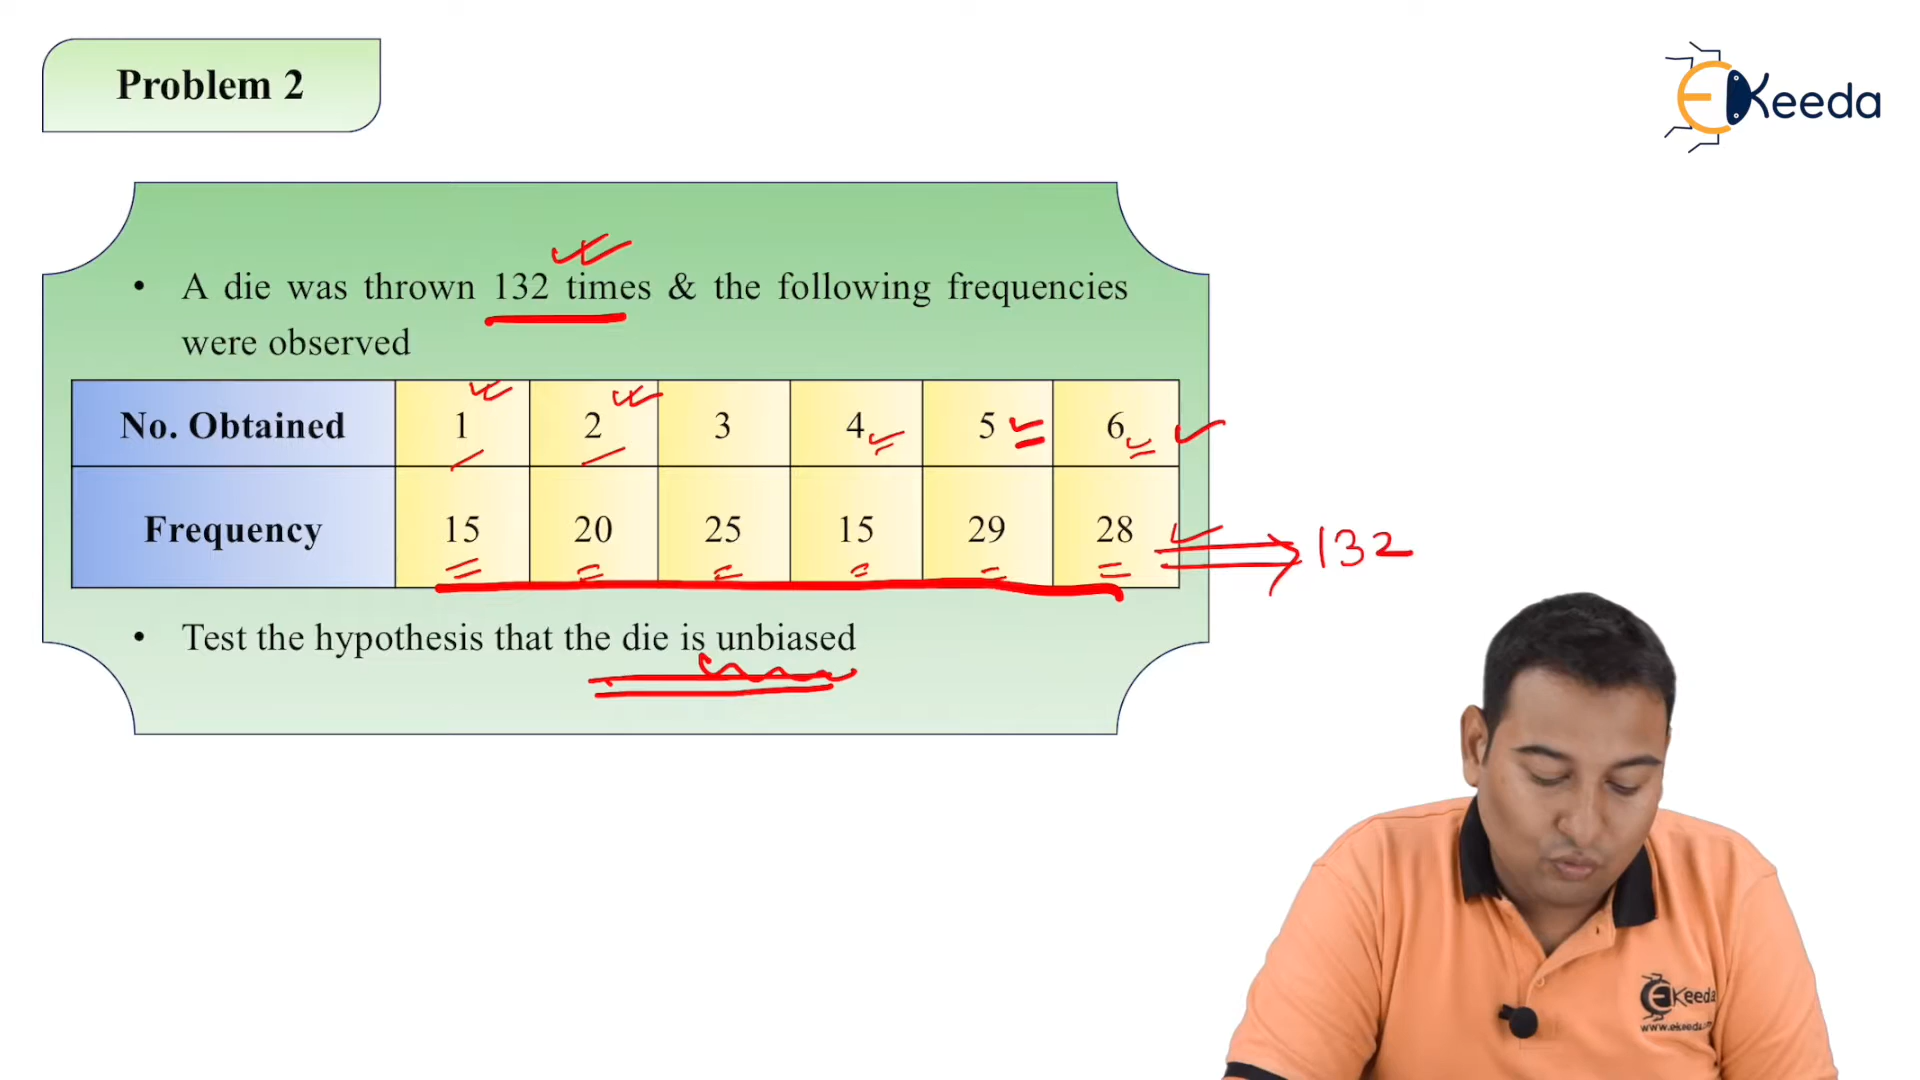 Problem 2
EKeeda
• A die was thrown 132 times & the following frequencies
were observed
No. Obtained 1 2 3 4 5 6
Frequency 15 20 25 15 29 28
132
• Test the hypothesis that the die is unbiased
EKeeda